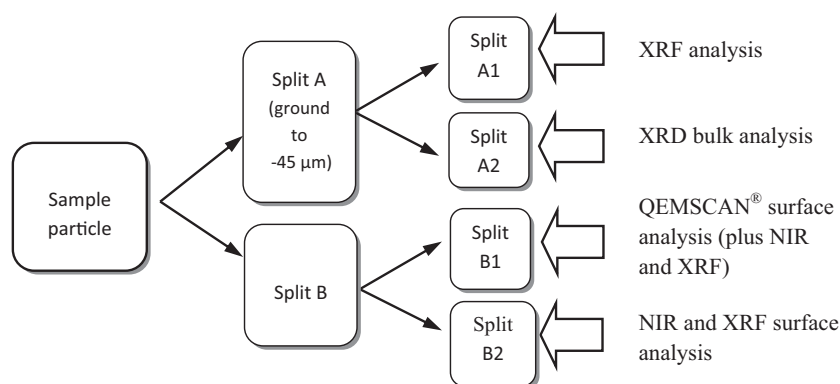 Sample
particle
Split A
(ground
to
-45 µm)
Split B
Split
A1
Split
A2
Split
B1
Split
B2
XRF analysis
XRD bulk analysis
QEMSCAN® surface
analysis (plus NIR
and XRF)
NIR and XRF surface
analysis